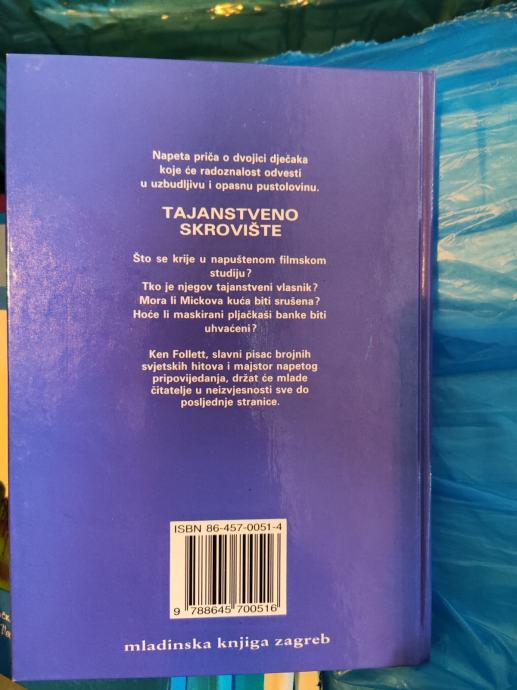 Napeta priča o dvojici dječaka
koje će radoznalost odvesti
u uzbudljivu i opasnu pustolovinu.
TAJANSTVENO
SKROVIŠTE
Što se krije u napuštenom filmskom
studiju?
Tko je njegov tajanstveni vlasnik?
Mora li Mickova kuća biti srušena?
Hoće li maskirani pljačkaši banke biti
uhvaćeni?
Ken Follett, slavni pisac brojnih
svjetskih hitova i majstor napetog
pripovijedanja, držat će mlade
čitatelje u neizvjesnosti sve do
posljednje stranice.
ISBN 86-457-0051-4
9 788645 700516
mladinska knjiga zagreb